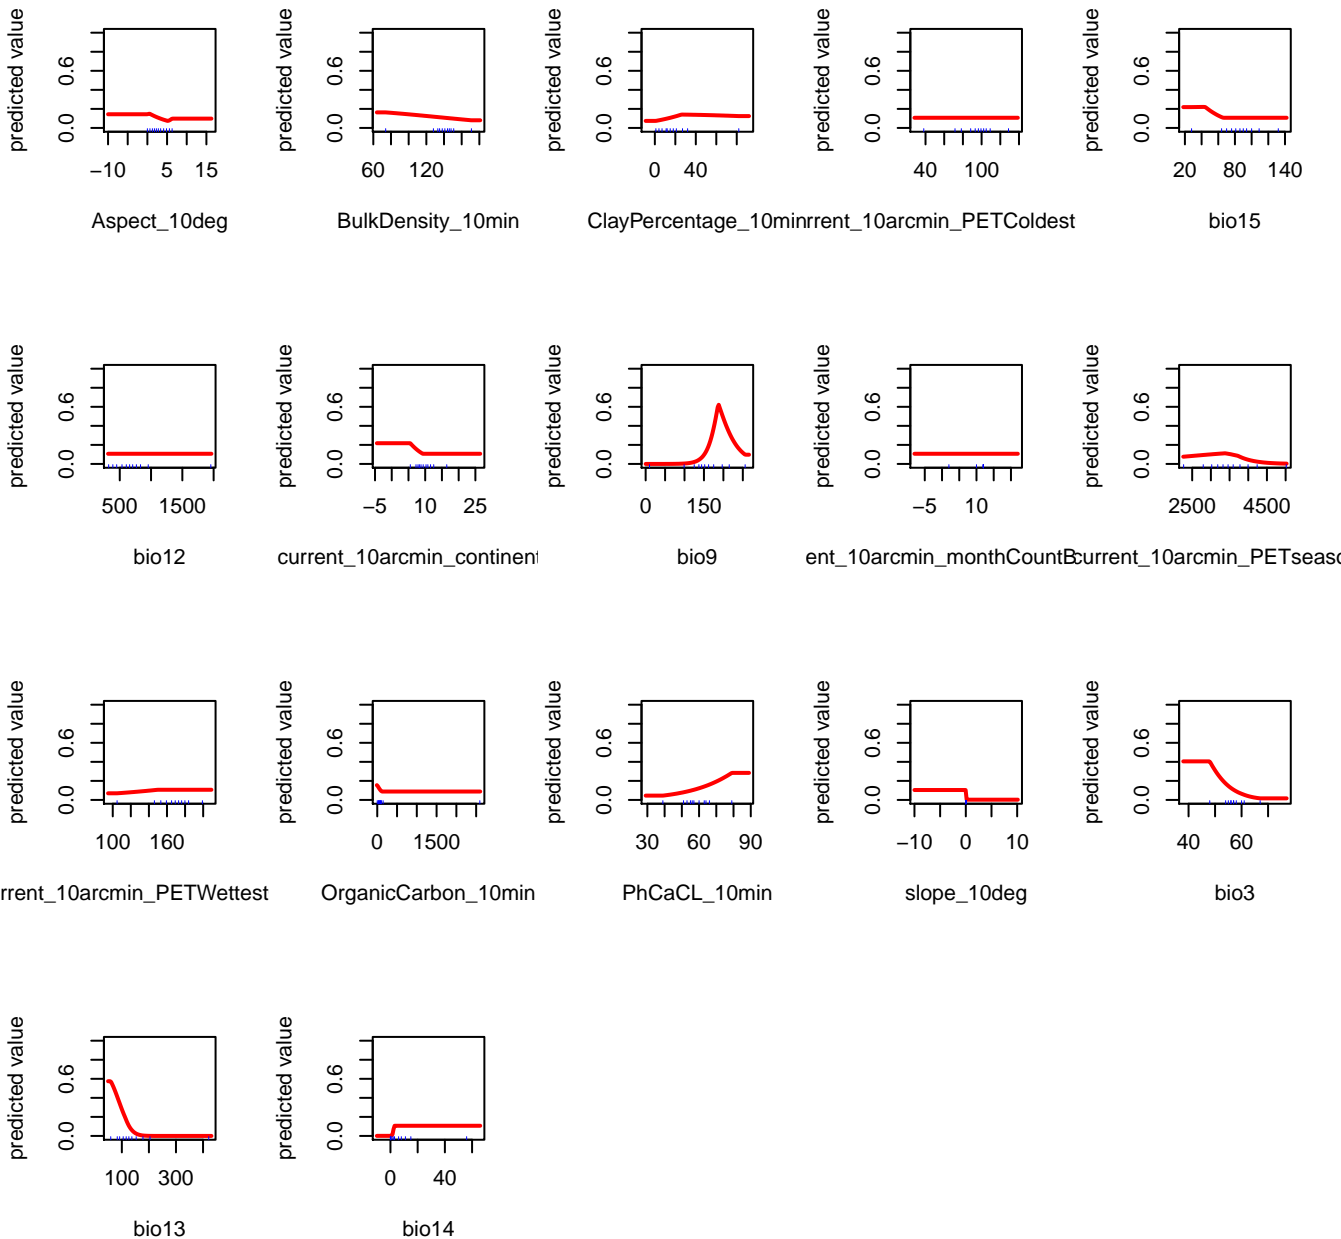 predicted value
0.0 0.6
−10 5 15
Aspect_10deg
predicted value
0.0 0.6
60 120
BulkDensity_10min
predicted value
0.0 0.6
0 40
ClayPercentage_10min
predicted value
0.0 0.6
40 100
rrent_10arcmin_PETColdest
predicted value
0.0 0.6
20 80 140
bio15
predicted value
0.0 0.6
500 1500
bio12
predicted value
0.0 0.6
−5 10 25
current_10arcmin_continent
predicted value
0.0 0.6
0 150
bio9
predicted value
0.0 0.6
−5 10
ent_10arcmin_monthCountB
predicted value
0.0 0.6
2500 4500
current_10arcmin_PETseaso
predicted value
0.0 0.6
100 160
rrent_10arcmin_PETWettest
predicted value
0.0 0.6
0 1500
OrganicCarbon_10min
predicted value
0.0 0.6
30 60 90
PhCaCL_10min
predicted value
0.0 0.6
−10 0 10
slope_10deg
predicted value
0.0 0.6
40 60
bio3
predicted value
0.0 0.6
100 300
bio13
predicted value
0.0 0.6
0 40
bio14